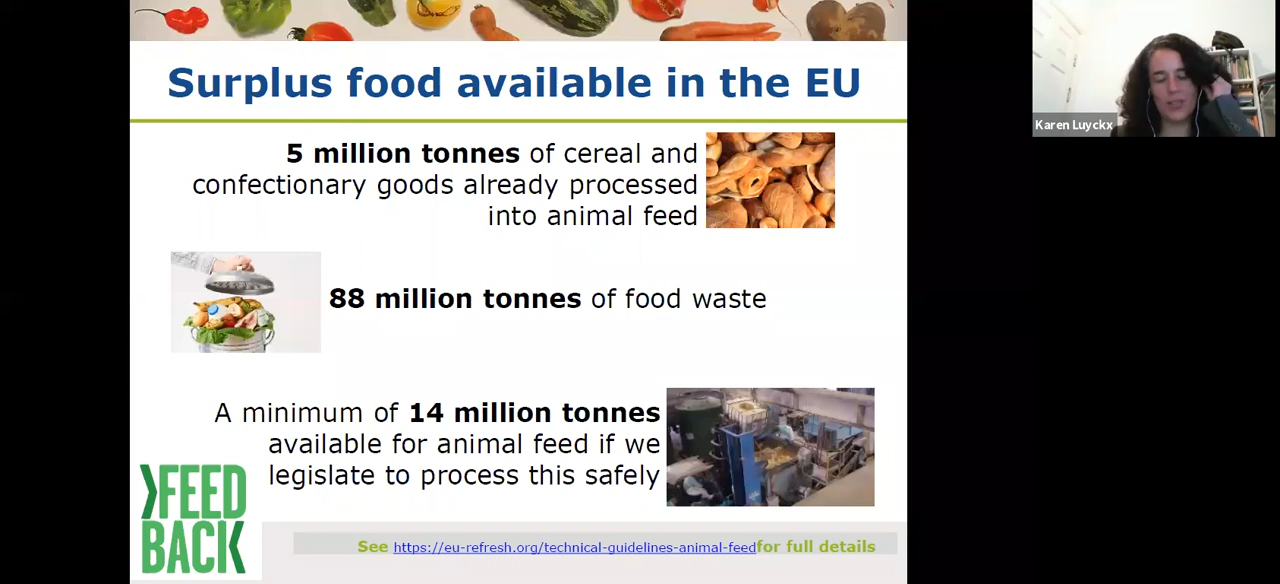 Surplus food available in the EU
Karen Luyckx
5 million tonnes of cereal and
confectionary goods already processed
into animal feed
88 million tonnes of food waste
A minimum of 14 million tonnes
available for animal feed if we
legislate to process this safely
FEED
BACK
See https://eu-refresh.org/technical-guidelines-animal-feedfor full details